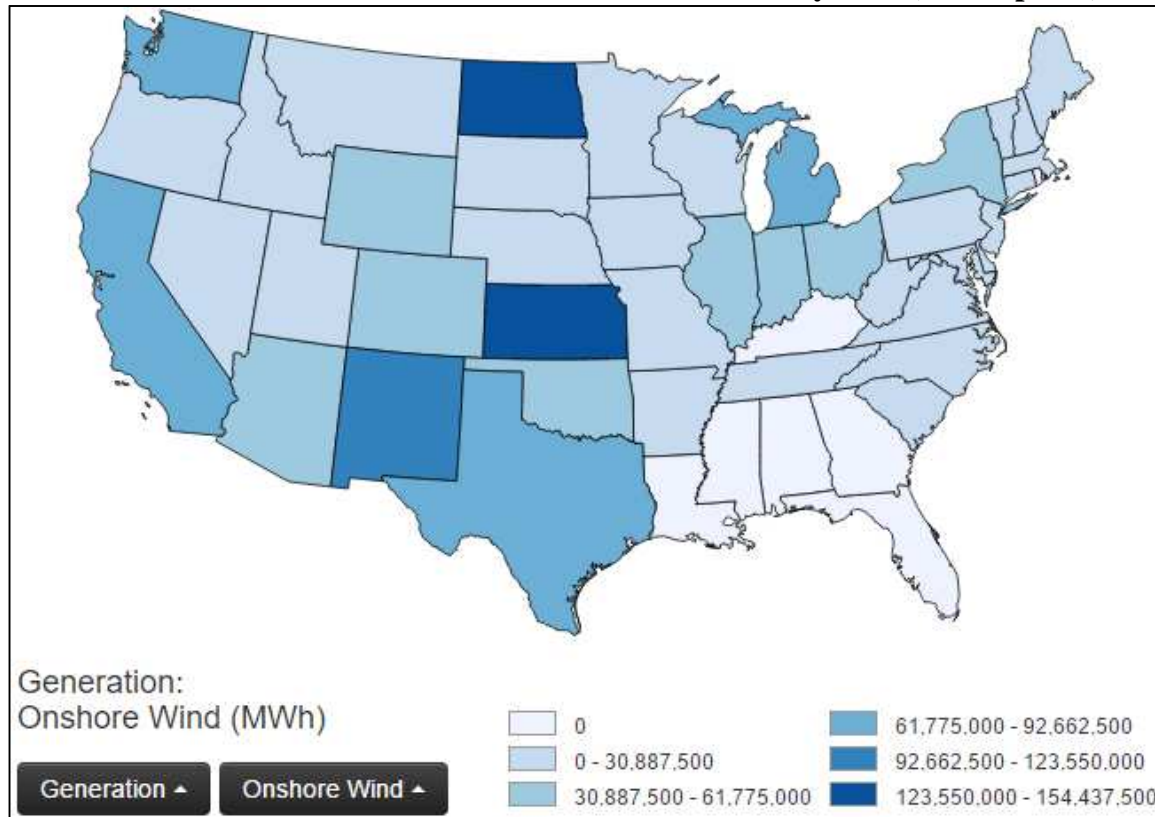 Generation:
Onshore Wind (MWh)
Generation
Onshore Wind
0
0 - 30,887,500
30,887,500 - 61,775,000
61,775,000 - 92,662,500
92,662,500 - 123,550,000
123,550,000 - 154,437,500